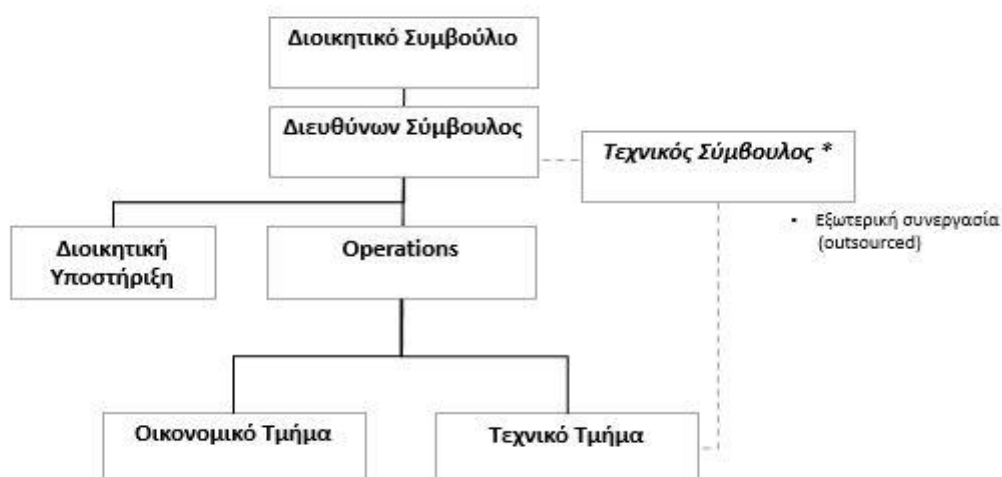 Διοικητικό Συμβούλιο
Διευθύνων Σύμβουλος
Τεχνικός Σύμβουλος *
• Εξωτερική συνεργασία
(outsourced)
Διοικητική
Υποστήριξη
Operations
Οικονομικό Τμήμα
Τεχνικό Τμήμα